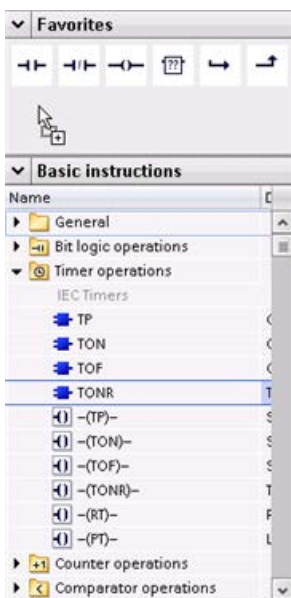 Favorites
??
Basic instructions
Name
General
Bit logic operations
Timer operations
IEC Timers
TP
TON
TOF
TONR
-(TP)-
-(TON)-
-(TOF)-
-(TONR)-
-(RT)-
-(PT)-
+1 Counter operations
Comparator operations